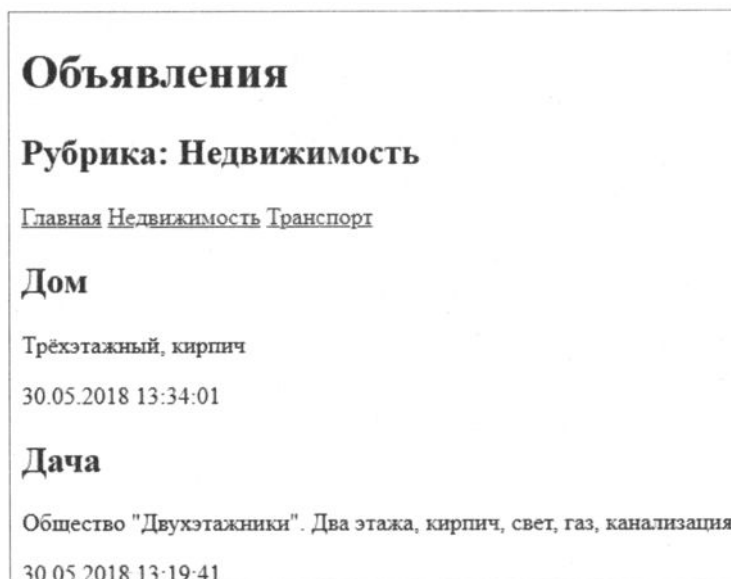 Объявления
Рубрика: Недвижимость
Главная Недвижимость Транспорт
Дом
Трёхэтажный, кирпич
30.05.2018 13:34:01
Дача
Общество "Двухэтажники". Два этажа, кирпич, свет, газ, канализация
30.05.2018 13:19:41